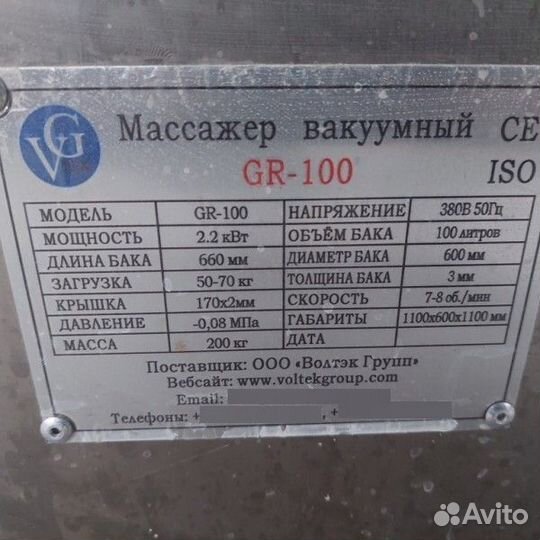 VG
Массажер вакуумный CE
GR-100 ISO
МОДЕЛЬ GR-100 НАПРЯЖЕНИЕ 380В 50Гц
МОЩНОСТЬ 2.2 кВт ОБЪЁМ БАКА 100 литров
ДЛИНА БАКА 660 мм ДИАМЕТР БАКА 600 мм
ЗАГРУЗКА 50-70 кг ТОЛЩИНА БАКА 3 мм
КРЫШКА 170x2мм СКОРОСТЬ 7-8 об./мин
ДАВЛЕНИЕ -0,08 МПа ГАБАРИТЫ 1100x600x1100 мм
МАССА 200 кг ДАТА
Поставщик: ООО «Волтэк Групп»
Вебсайт: www.voltekgroup.com
Email:
Телефоны: + , +
Avito